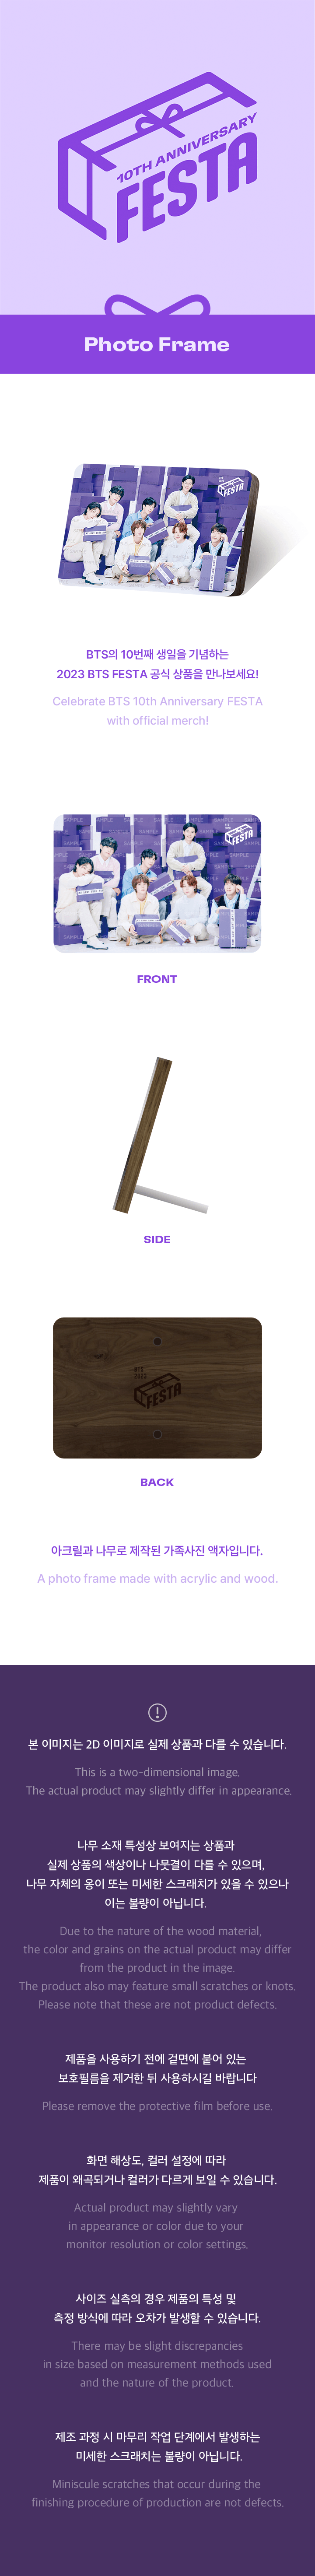 10TH ANNIVERSARY
FESTA
Photo Frame
FESTA
BTS의 10번째 생일을 기념하는
2023 BTS FESTA 공식 상품을 만나보세요!
Celebrate BTS 10th Anniversary FESTA
with official merch!
SAMPLE SAMPLE SAMPLE SAMPLE
FESTA
FRONT
SIDE
BTS
2023
FESTA
BACK
아크릴과 나무로 제작된 가족사진 액자입니다.
A photo frame made with acrylic and wood.
본 이미지는 2D 이미지로 실제 상품과 다를 수 있습니다.
This is a two-dimensional image.
The actual product may slightly differ in appearance.
나무 소재 특성상 보여지는 상품과
실제 상품의 색상이나 나뭇결이 다를 수 있으며,
나무 자체의 옹이 또는 미세한 스크래치가 있을 수 있으나
이는 불량이 아닙니다.
Due to the nature of the wood material,
the color and grains on the actual product may differ
from the product in the image.
The product also may feature small scratches or knots.
Please note that these are not product defects.
제품을 사용하기 전에 겉면에 붙어 있는
보호필름을 제거한 뒤 사용하시길 바랍니다
Please remove the protective film before use.
화면 해상도, 컬러 설정에 따라
제품이 왜곡되거나 컬러가 다르게 보일 수 있습니다.
Actual product may slightly vary
in appearance or color due to your
monitor resolution or color settings.
사이즈 실측의 경우 제품의 특성 및
측정 방식에 따라 오차가 발생할 수 있습니다.
There may be slight discrepancies
in size based on measurement methods used
and the nature of the product.
제조 과정 시 마무리 작업 단계에서 발생하는
미세한 스크래치는 불량이 아닙니다.
Miniscule scratches that occur during the
finishing procedure of production are not defects.